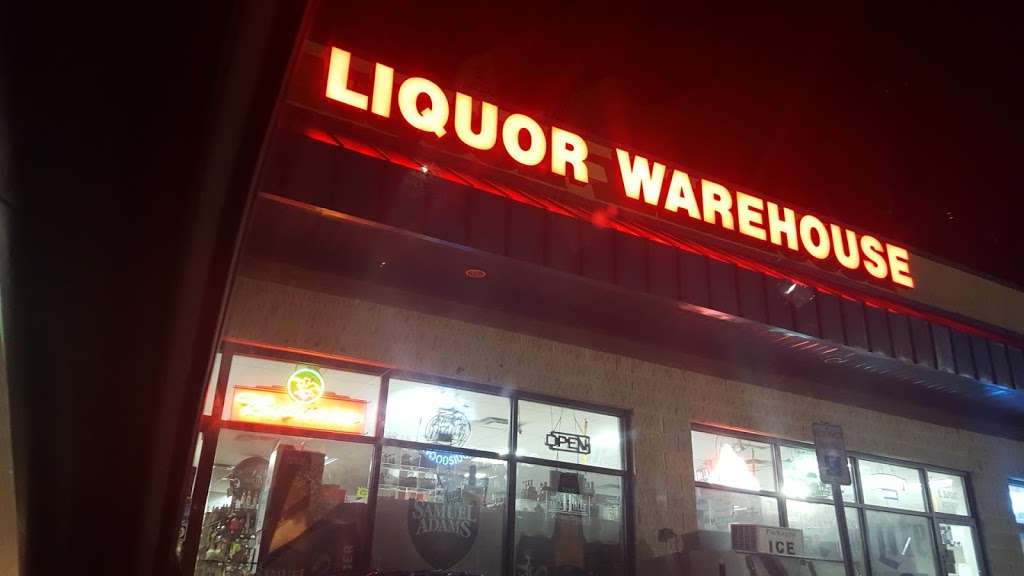 LIQUOR WAREHOUSE
OPEN
SAMUEL
ADAMS
ICE